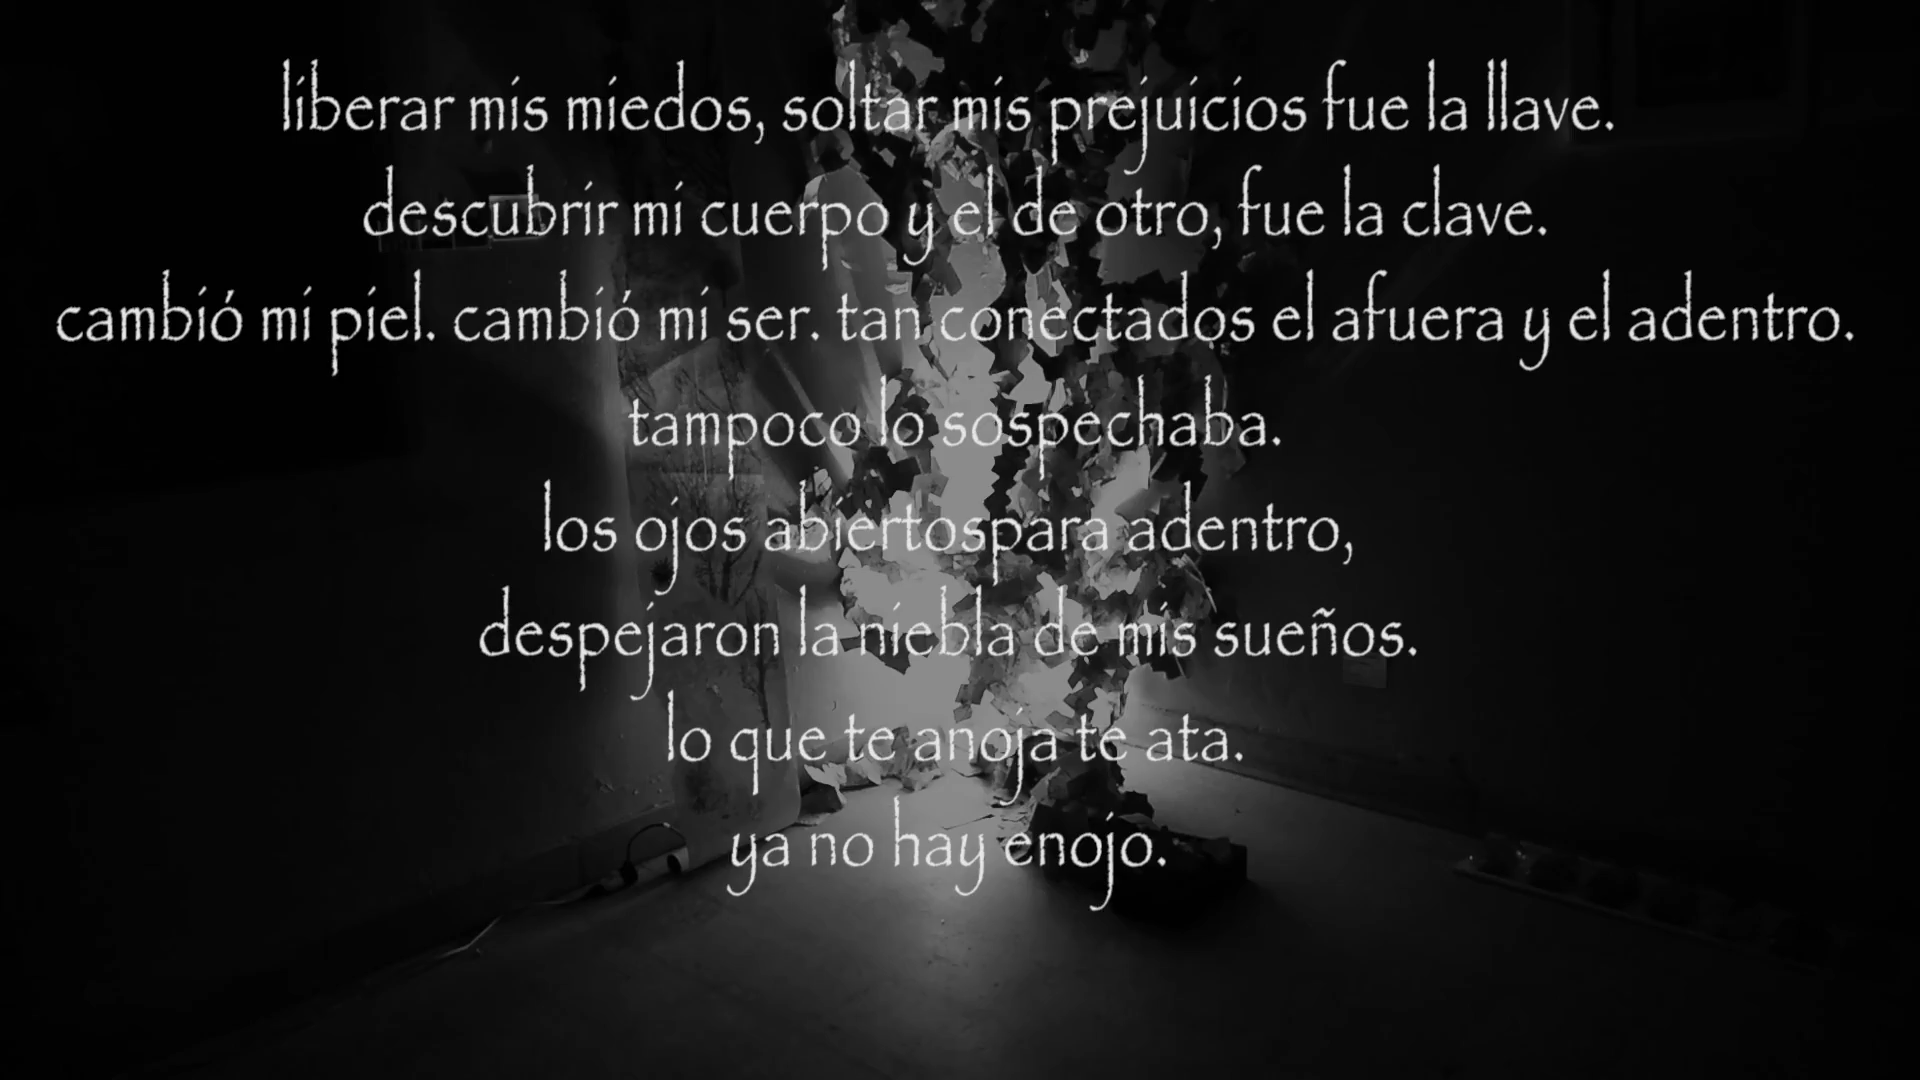 liberar mis miedos, soltar mis prejuicios fue la llave.
descubrir mi cuerpo y el de otro, fue la clave.
cambió mi piel. cambió mi ser. tan conectados el afuera y el adentro.
tampoco lo sospechaba.
los ojos abiertospara adentro,
despejaron la niebla de mis sueños.
lo que te anoja te ata.
ya no hay enojo.